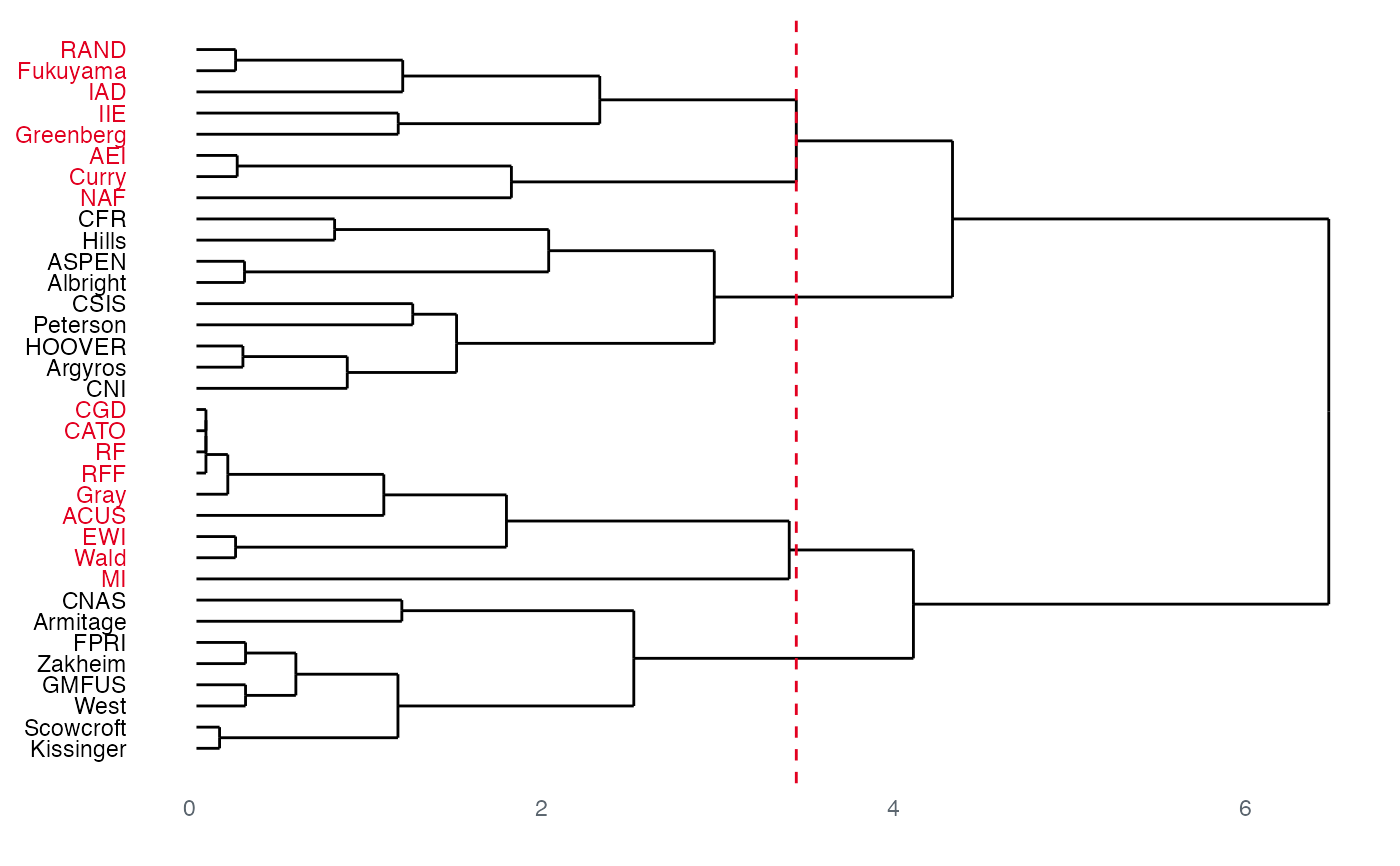 RAND
Fukuyama
IAD
IIE
Greenberg
AEI
Curry
NAF
CFR
Hills
ASPEN
Albright
CSIS
Peterson
HOOVER
Argyros
CNI
CGD
CATO
RF
RFF
Gray
ACUS
EWI
Wald
MI
CNAS
Armitage
FPRI
Zakheim
GMFUS
West
Scowcroft
Kissinger
0 2 4 6